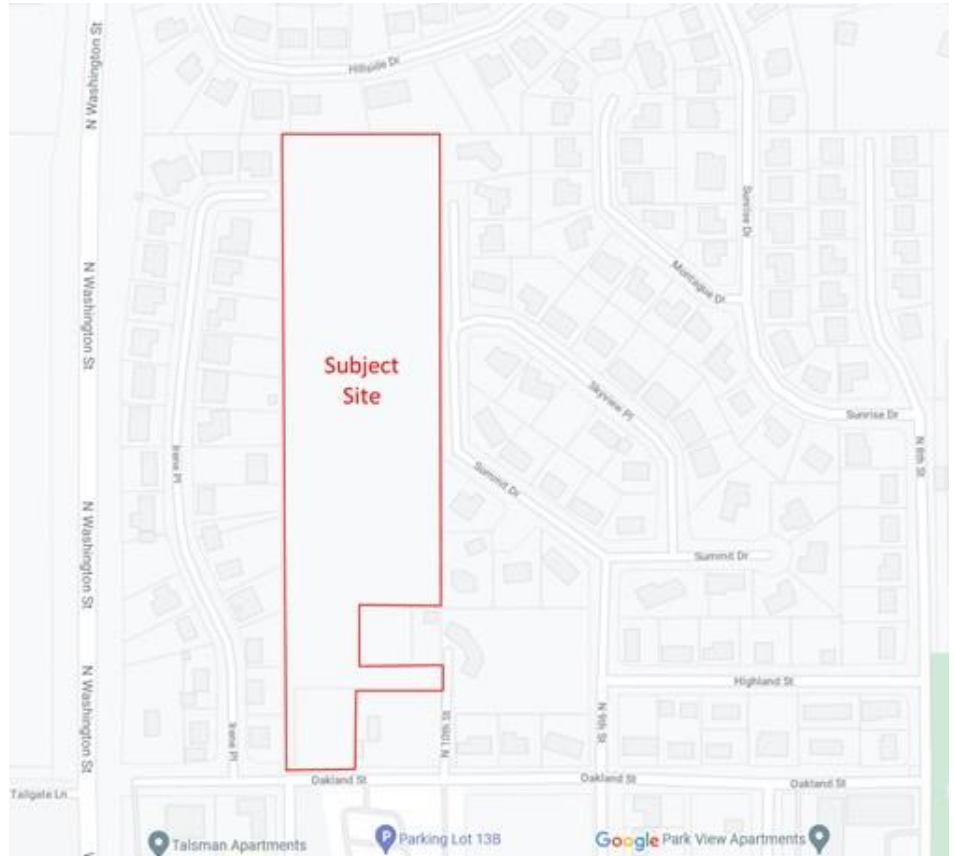 N Washington St
Hillside Dr
Sunrise Dr
Montague Dr
N Washington St
Subject
Site
Skyview Pl
Sunrise Dr
N 8th St
Irene Pl
Summit Dr
N Washington St
Summit Dr
Highland St
N Washington St
Irene Pl
N 10th St
N 9th St
Oakland St
Oakland St
Oakland St
Tailgate Ln
Talsman Apartments
Parking Lot 13B
Google
Park View Apartments